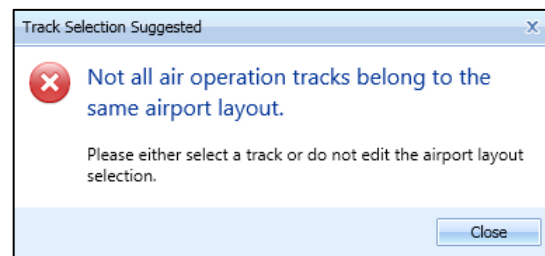 Track Selection Suggested
Not all air operation tracks belong to the
same airport layout.
Please either select a track or do not edit the airport layout
selection.
Close